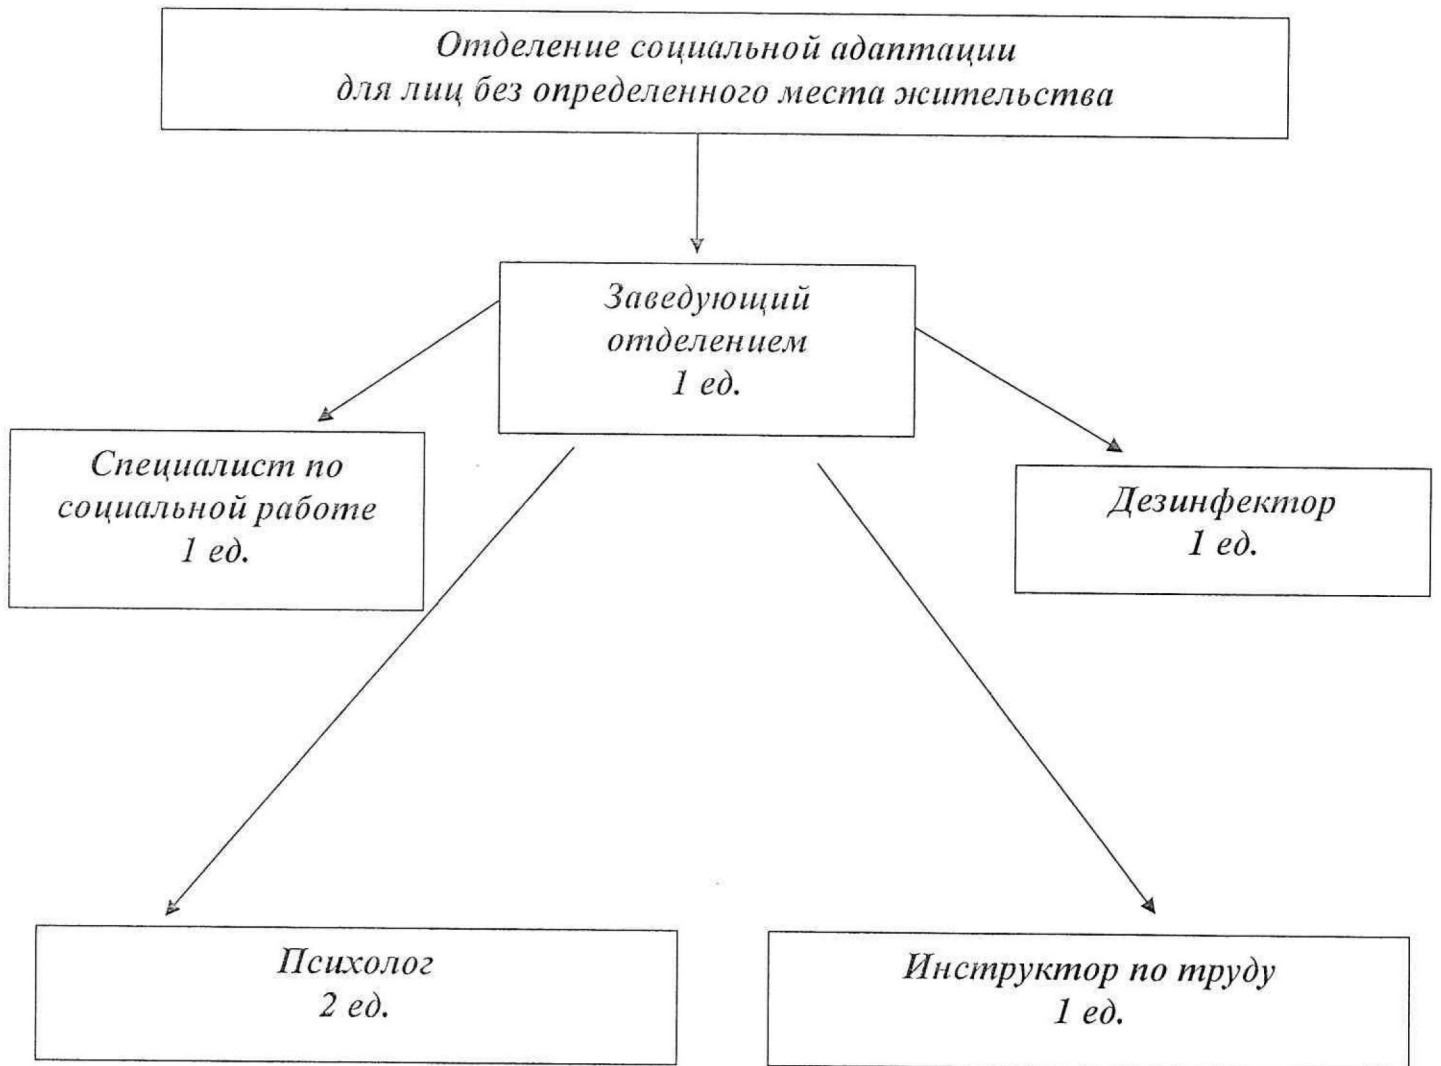 Отделение социальной адаптации
для лиц без определенного места жительства
Заведующий
отделением
1 ед.
Специалист по
социальной работе
1 ед.
Дезинфектор
1 ед.
Психолог
2 ед.
Инструктор по труду
1 ед.